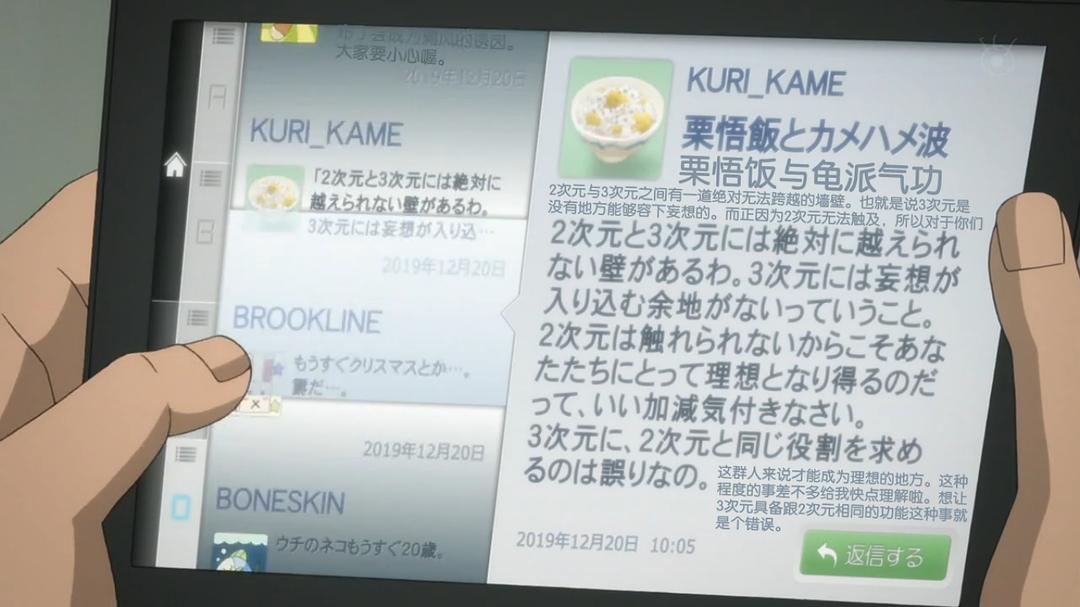 大家要小心喔。
2019年12月20日
A
KURI_KAME
「2次元と3次元には絶対に
越えられない壁があるわ。
3次元には妄想が入り込…
2019年12月20日
B
BROOKLINE
もうすぐクリスマスとか…。
鬱だ…。
2019年12月20日
BONESKIN
ウチのネコもうすぐ20歳。
KURI_KAME
栗悟飯とカメハメ波
栗悟饭与龟派气功
2次元与3次元之间有一道绝对无法跨越的墙壁。也就是说3次元是
没有地方能够容下妄想的。而正因为2次元无法触及，所以对于你们
2次元と3次元には絶対に越えられ
ない壁があるわ。3次元には妄想が
入り込む余地がないっていうこと。
2次元は触れられないからこそあな
たたちにとって理想となり得るのだ
って、いい加減気付きなさい。
3次元に、2次元と同じ役割を求め
るのは誤りなの。
这群人来说才能成为理想的地方。这种
程度的事差不多给我快点理解啦。想让
3次元具备跟2次元相同的功能这种事就
是个错误。
2019年12月20日 10:05
返信する